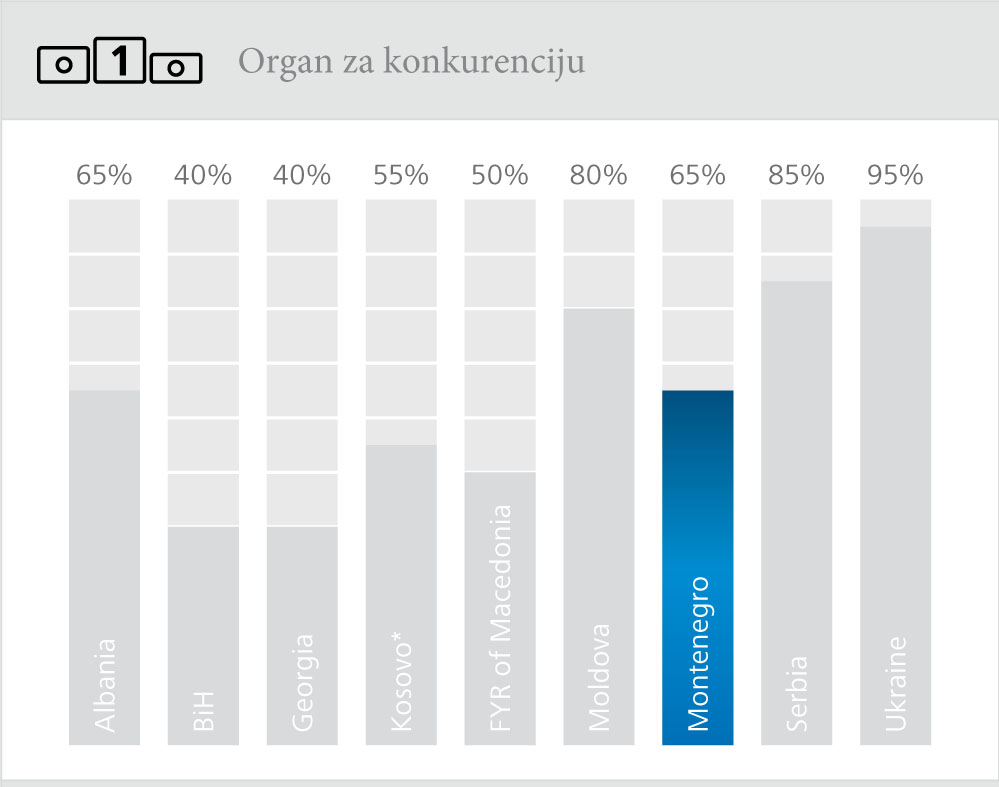 1
Organ za konkurenciju
65% 40% 40% 55% 50% 80% 65% 85% 95%
Albania
BiH
Georgia
Kosovo*
FYR of Macedonia
Moldova
Montenegro
Serbia
Ukraine